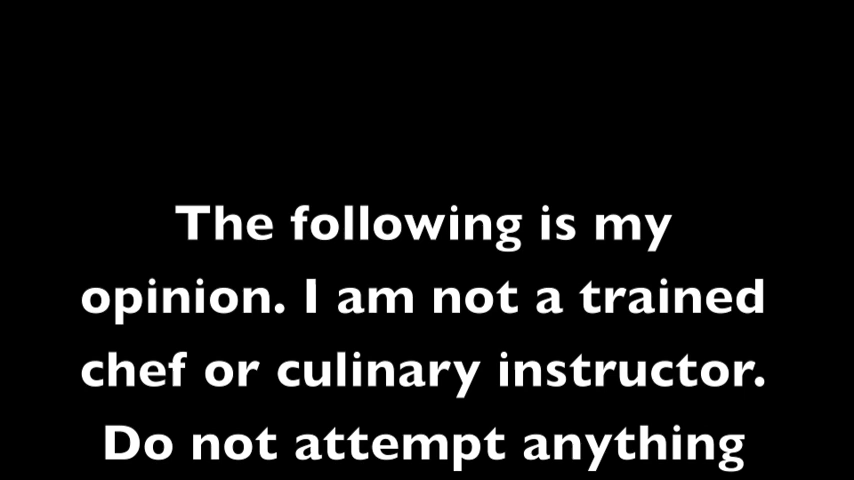 The following is my
opinion. I am not a trained
chef or culinary instructor.
Do not attempt anything